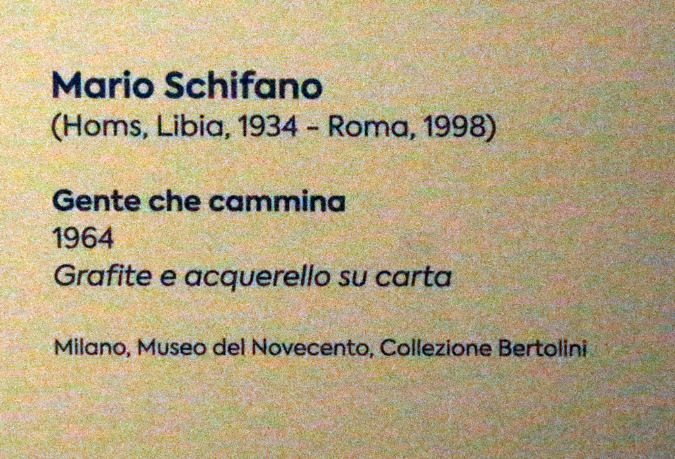 Mario Schifano
(Homs, Libia, 1934 - Roma, 1998)
Gente che cammina
1964
Grafite e acquerello su carta
Milano, Museo del Novecento, Collezione Bertolini